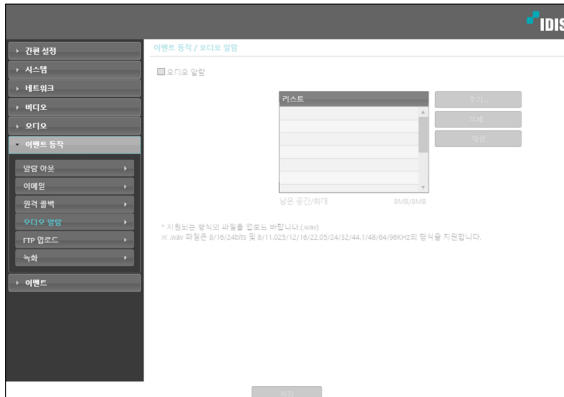 IDIS
간편 설정
시스템
네트워크
비디오
오디오
이벤트 동작
알람 아웃
이메일
원격 콜백
오디오 알람
FTP 업로드
녹화
이벤트
이벤트 동작 / 오디오 알람
오디오 알람
리스트
추가...
삭제
남은 공간/최대 8MB/8MB
* 지원되는 형식의 파일을 업로드 바랍니다.(.wav)
※ .wav 파일은 8/16/24bits 및 8/11.025/12/16/22.05/24/32/44.1/48/64/96KHz의 형식을 지원합니다.